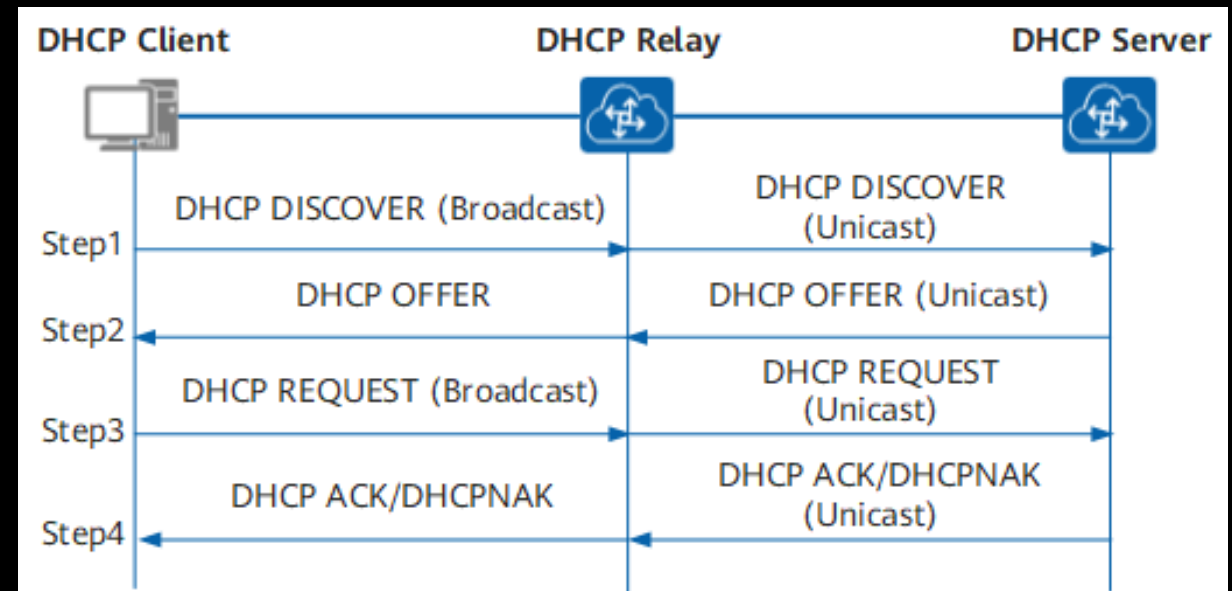 DHCP Client
DHCP Relay
DHCP Server
DHCP DISCOVER (Broadcast)
DHCP DISCOVER
(Unicast)
Step1
DHCP OFFER
DHCP OFFER (Unicast)
Step2
DHCP REQUEST (Broadcast)
DHCP REQUEST
(Unicast)
Step3
DHCP ACK/DHCPNAK
DHCP ACK/DHCPNAK
(Unicast)
Step4